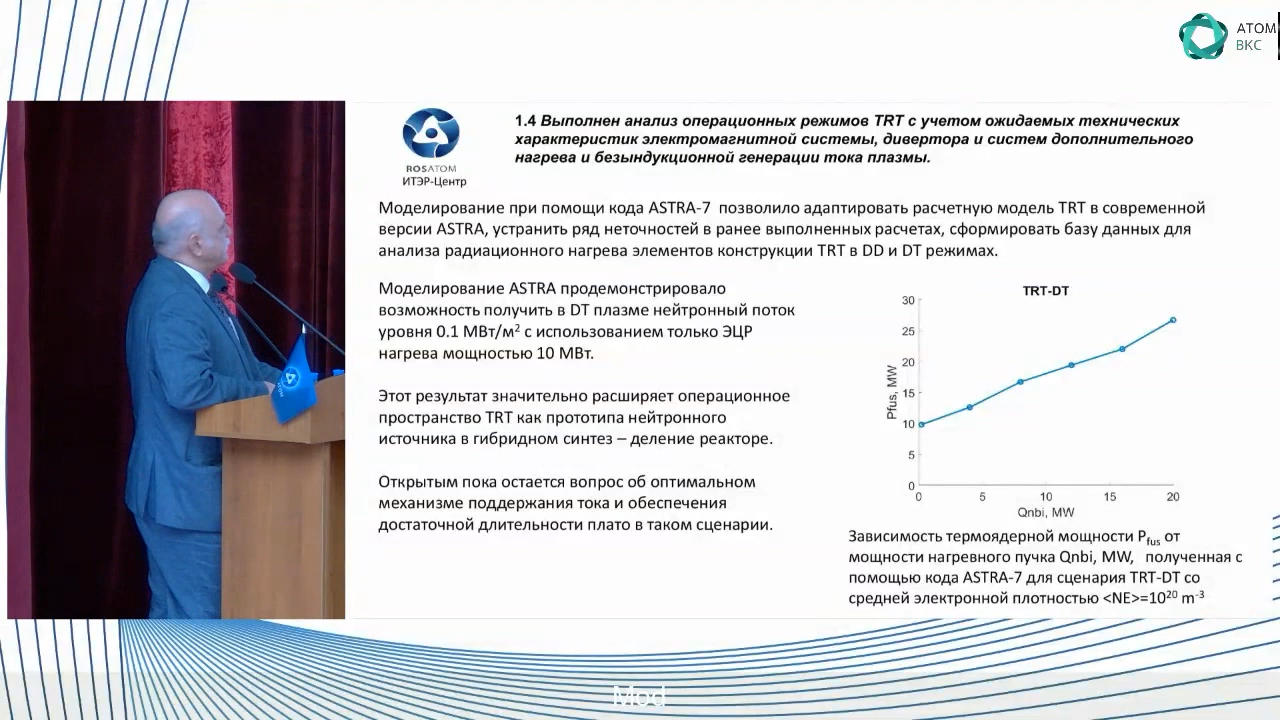 АТОМ
ВКС
ROSATOM
ИТЭР-Центр
1.4 Выполнен анализ операционных режимов TRT с учетом ожидаемых технических
характеристик электромагнитной системы, дивертора и систем дополнительного
нагрева и безындукционной генерации тока плазмы.
Моделирование при помощи кода ASTRA-7 позволило адаптировать расчетную модель TRT в современной
версии ASTRA, устранить ряд неточностей в ранее выполненных расчетах, сформировать базу данных для
анализа радиационного нагрева элементов конструкции TRT в DD и DT режимах.
Моделирование ASTRA продемонстрировало
возможность получить в DT плазме нейтронный поток
уровня 0.1 МВт/м² с использованием только ЭЦР
нагрева мощностью 10 МВт.
Этот результат значительно расширяет операционное
пространство TRT как прототипа нейтронного
источника в гибридном синтез – деление реакторе.
Открытым пока остается вопрос об оптимальном
механизме поддержания тока и обеспечения
достаточной длительности плато в таком сценарии.
TRT-DT
30
25
20
15
10
5
0
Pfus, MW
0 5 10 15 20
Qnbi, MW
Зависимость термоядерной мощности Pfus от
мощности нагревного пучка Qnbi, MW, полученная с
помощью кода ASTRA-7 для сценария TRT-DT со
средней электронной плотностью <NE>=10²⁰ m⁻³
Mod